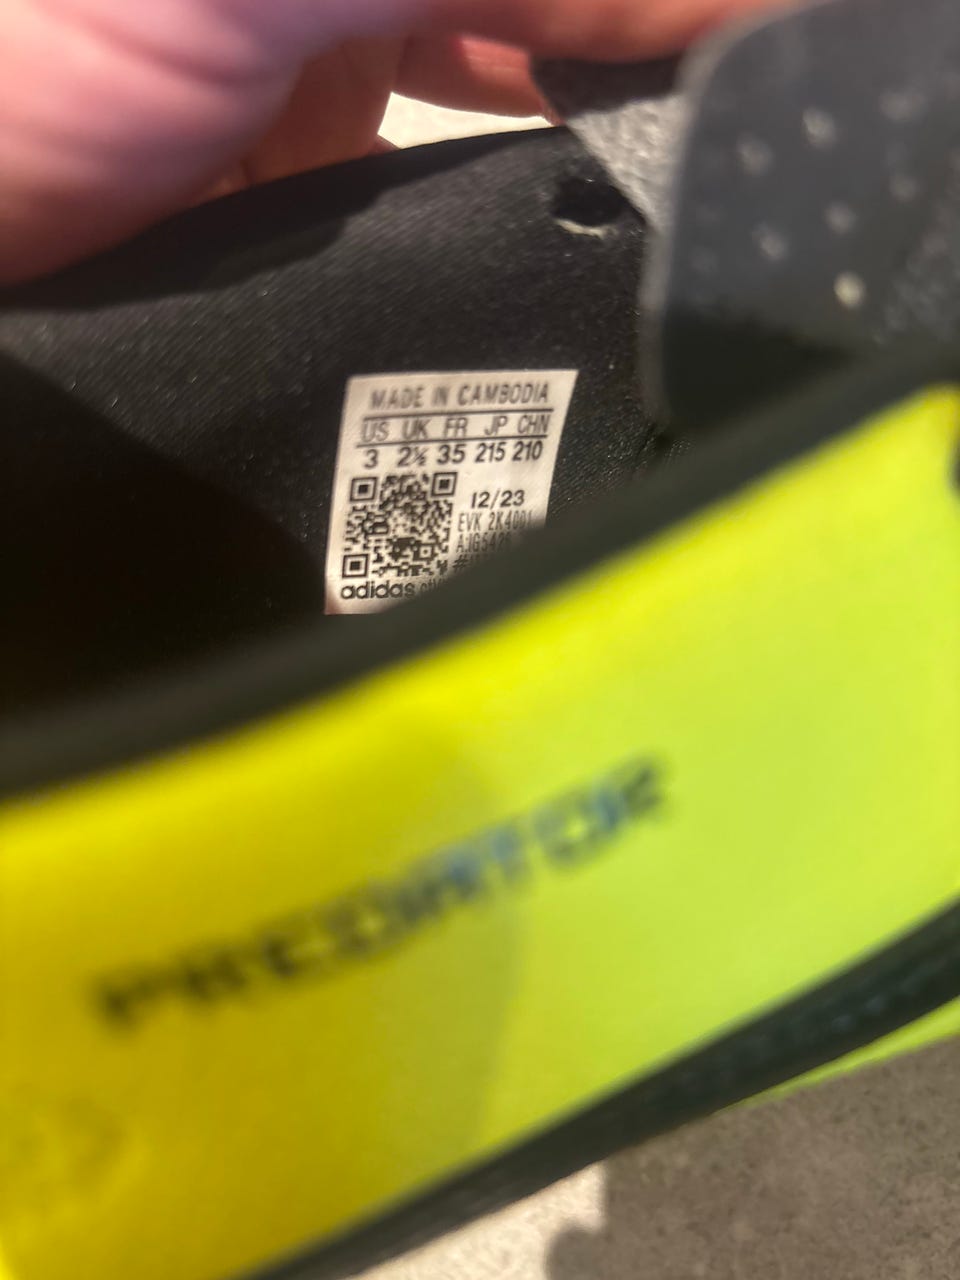 MADE IN CAMBODIA
US UK FR JP CHN
3 2½ 35 215 210
12/23
EVK 2K4001
adidas
PREDATOR